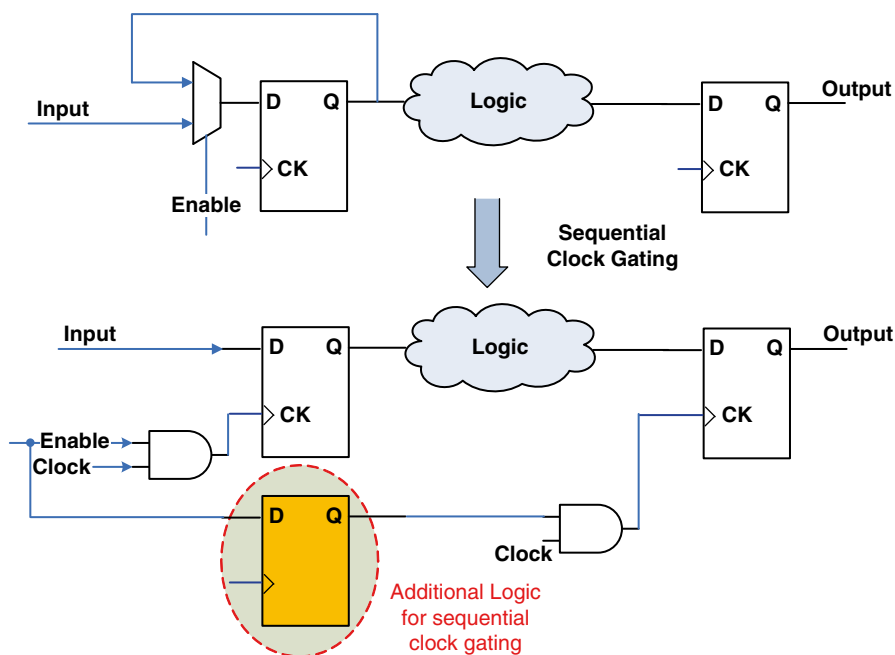 Input
D
Q
CK
Enable
Logic
D
Q
CK
Output
Sequential
Clock Gating
Input
D
Q
CK
Logic
D
Q
CK
Output
Enable
Clock
D
Q
Clock
Additional Logic
for sequential
clock gating